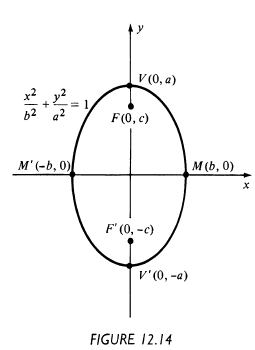 y
V(0, a)
x²/b² + y²/a² = 1
F(0, c)
M′(−b, 0)
M(b, 0)
x
F′(0, −c)
V′(0, −a)
FIGURE 12.14